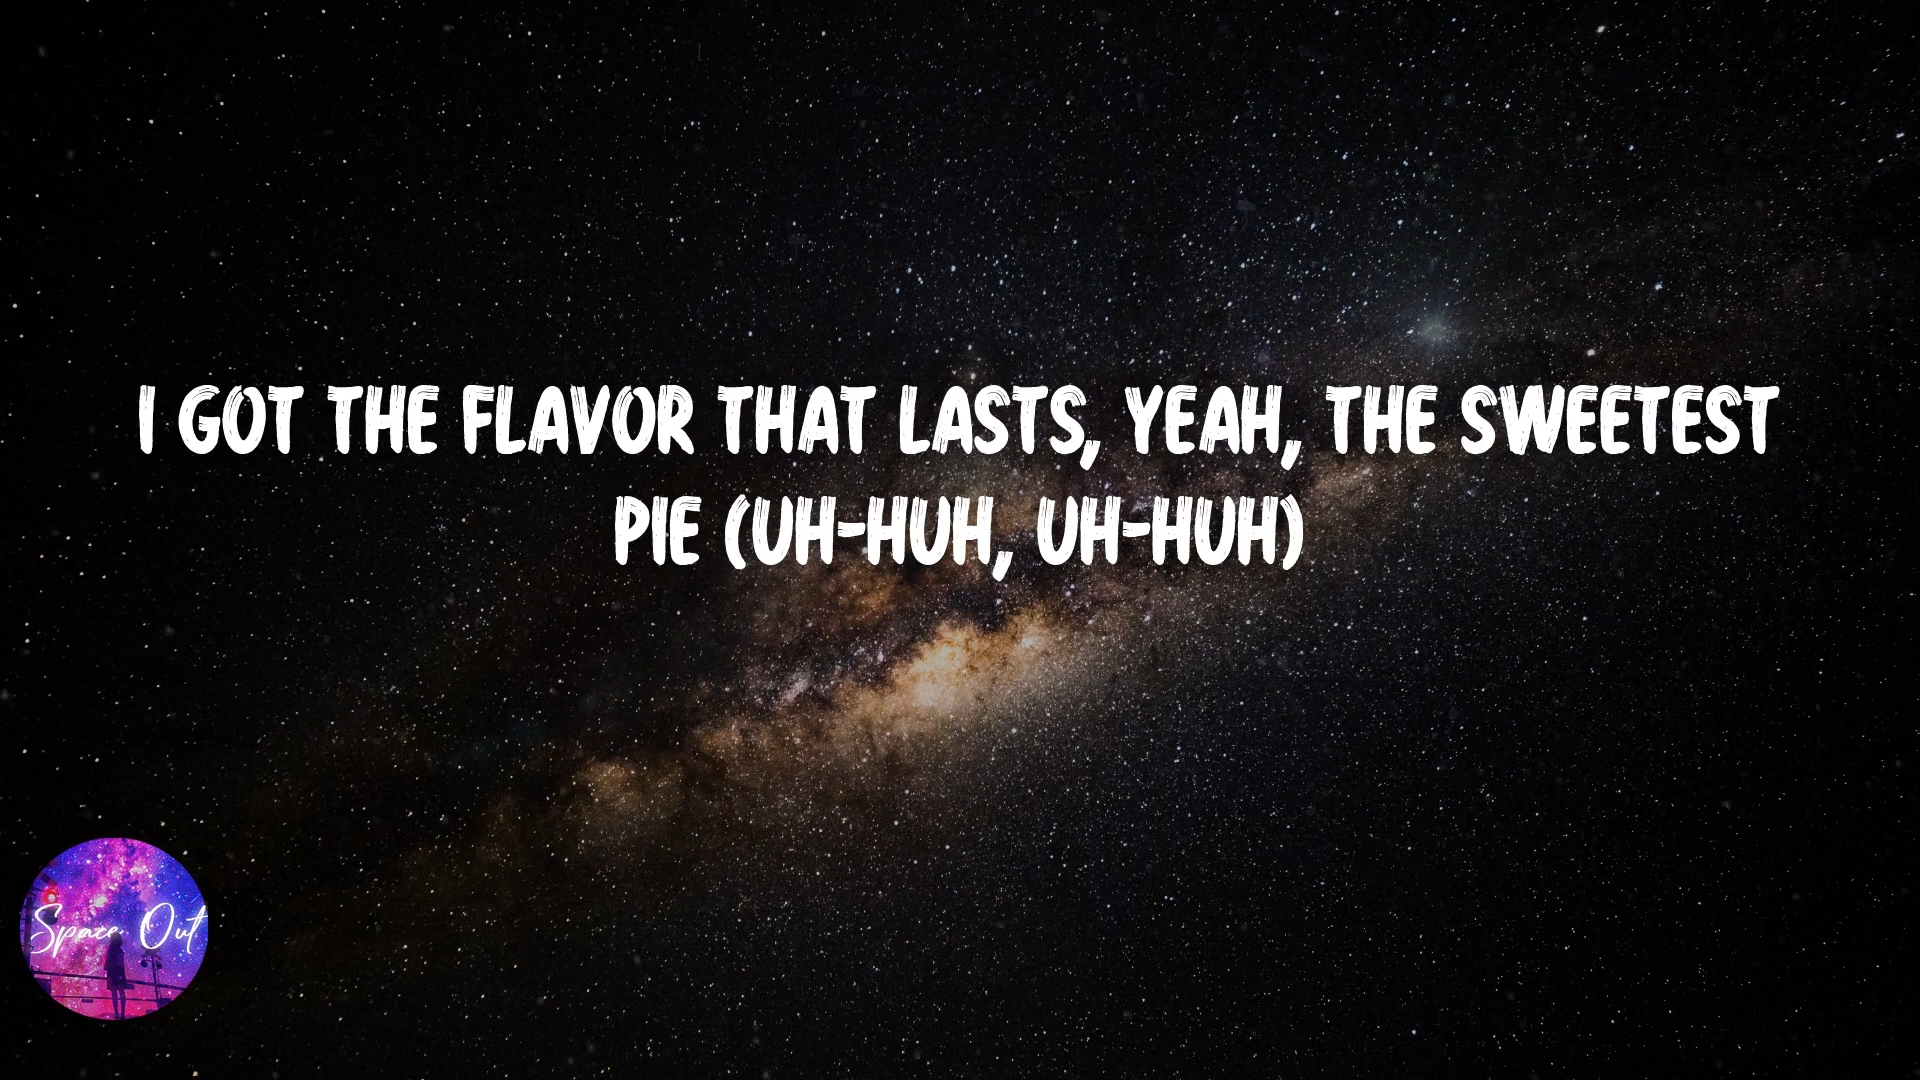 I GOT THE FLAVOR THAT LASTS, YEAH, THE SWEETEST
PIE (UH-HUH, UH-HUH)
Space Out